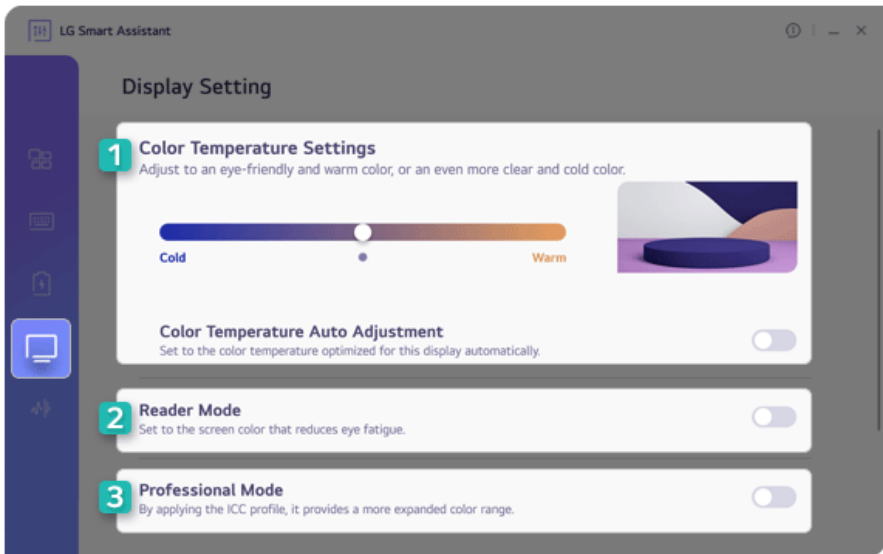 LG Smart Assistant
Display Setting
1
Color Temperature Settings
Adjust to an eye-friendly and warm color, or an even more clear and cold color.
Cold
Warm
Color Temperature Auto Adjustment
Set to the color temperature optimized for this display automatically.
2
Reader Mode
Set to the screen color that reduces eye fatigue.
3
Professional Mode
By applying the ICC profile, it provides a more expanded color range.